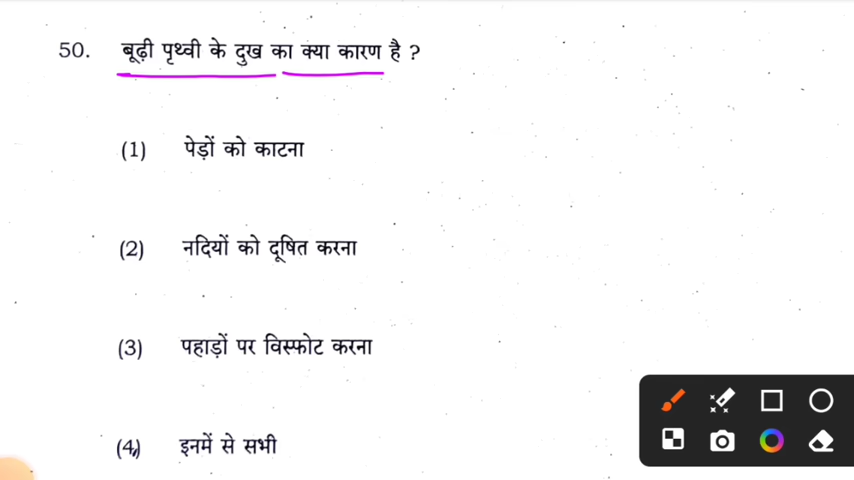 50. बूढ़ी पृथ्वी के दुख का क्या कारण है ?
(1) पेड़ों को काटना
(2) नदियों को दूषित करना
(3) पहाड़ों पर विस्फोट करना
(4) इनमें से सभी